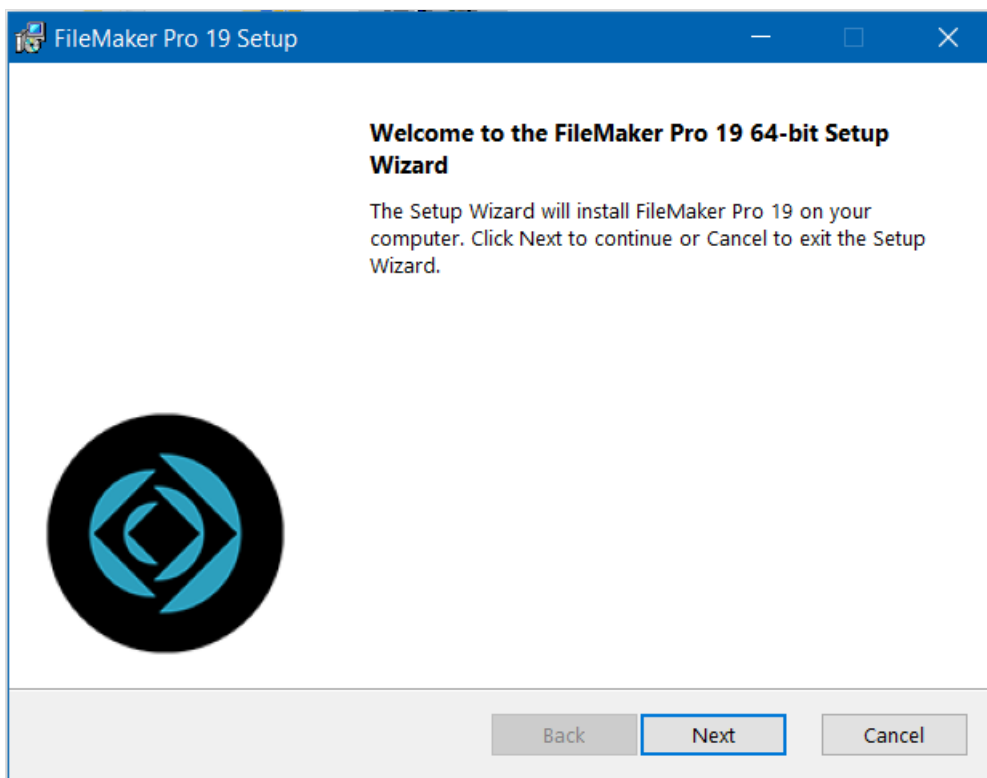 FileMaker Pro 19 Setup
Welcome to the FileMaker Pro 19 64-bit Setup
Wizard
The Setup Wizard will install FileMaker Pro 19 on your
computer. Click Next to continue or Cancel to exit the Setup
Wizard.
Back
Next
Cancel